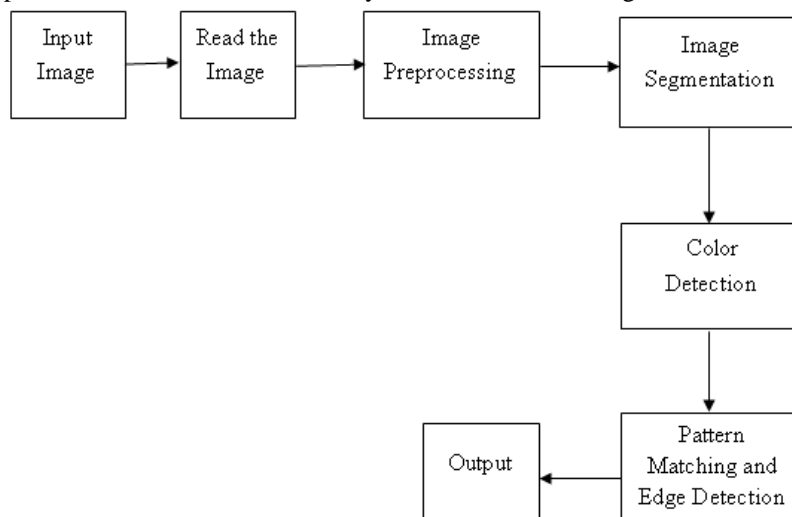 Input
Image
Read the
Image
Image
Preprocessing
Image
Segmentation
Color
Detection
Pattern
Matching and
Edge Detection
Output